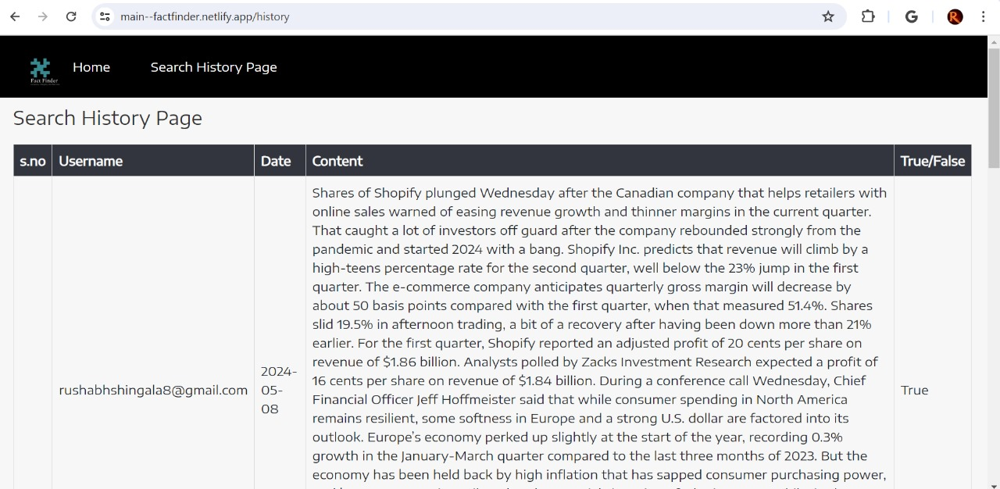 main--factfinder.netlify.app/history
Fact Finder
Home
Search History Page
Search History Page
s.no Username Date Content True/False
Shares of Shopify plunged Wednesday after the Canadian company that helps retailers with
online sales warned of easing revenue growth and thinner margins in the current quarter.
That caught a lot of investors off guard after the company rebounded strongly from the
pandemic and started 2024 with a bang. Shopify Inc. predicts that revenue will climb by a
high-teens percentage rate for the second quarter, well below the 23% jump in the first
quarter. The e-commerce company anticipates quarterly gross margin will decrease by
about 50 basis points compared with the first quarter, when that measured 51.4%. Shares
slid 19.5% in afternoon trading, a bit of a recovery after having been down more than 21%
earlier. For the first quarter, Shopify reported an adjusted profit of 20 cents per share on
revenue of $1.86 billion. Analysts polled by Zacks Investment Research expected a profit of
16 cents per share on revenue of $1.84 billion. During a conference call Wednesday, Chief
Financial Officer Jeff Hoffmeister said that while consumer spending in North America
remains resilient, some softness in Europe and a strong U.S. dollar are factored into its
outlook. Europe's economy perked up slightly at the start of the year, recording 0.3%
growth in the January-March quarter compared to the last three months of 2023. But the
economy has been held back by high inflation that has sapped consumer purchasing power,
rushabhshingala8@gmail.com
2024-
05-
08
True